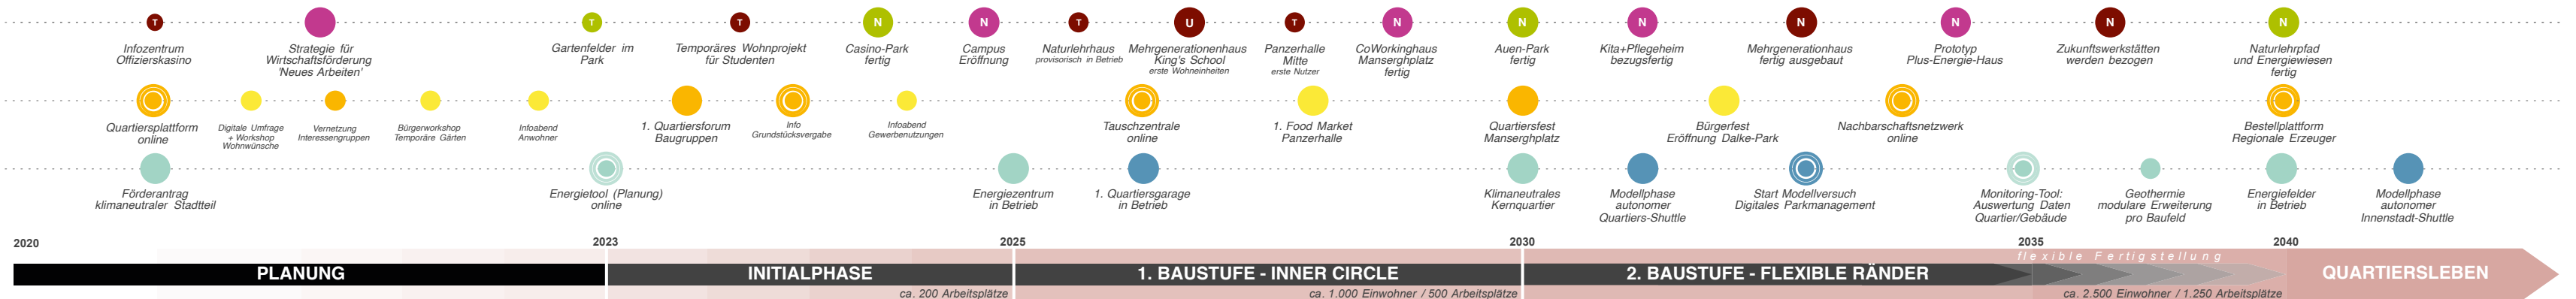 T T T N N T U T N N N N N N N
Infozentrum
Offizierskasino
Strategie für
Wirtschaftsförderung
'Neues Arbeiten'
Gartenfelder im
Park
Temporäres Wohnprojekt
für Studenten
Casino-Park
fertig
Campus
Eröffnung
Naturlehrhaus
provisorisch in Betrieb
Mehrgenerationenhaus
King's School
erste Wohneinheiten
Panzerhalle
Mitte
erste Nutzer
CoWorkinghaus
Manserghplatz
fertig
Auen-Park
fertig
Kita+Pflegeheim
bezugsfertig
Mehrgenerationhaus
fertig ausgebaut
Prototyp
Plus-Energie-Haus
Zukunftswerkstätten
werden bezogen
Naturlehrpfad
und Energiewiesen
fertig
Quartiersplattform
online
Digitale Umfrage
+ Workshop
Wohnwünsche
Vernetzung
Interessengruppen
Bürgerworkshop
Temporäre Gärten
Infoabend
Anwohner
1. Quartiersforum
Baugruppen
Info
Grundstücksvergabe
Infoabend
Gewerbenutzungen
Tauschzentrale
online
1. Food Market
Panzerhalle
Quartiersfest
Manserghplatz
Bürgerfest
Eröffnung Dalke-Park
Nachbarschaftsnetzwerk
online
Bestellplattform
Regionale Erzeuger
Förderantrag
klimaneutraler Stadtteil
Energietool (Planung)
online
Energiezentrum
in Betrieb
1. Quartiersgarage
in Betrieb
Klimaneutrales
Kernquartier
Modellphase
autonomer
Quartiers-Shuttle
Start Modellversuch
Digitales Parkmanagement
Monitoring-Tool:
Auswertung Daten
Quartier/Gebäude
Geothermie
modulare Erweiterung
pro Baufeld
Energiefelder
in Betrieb
Modellphase
autonomer
Innenstadt-Shuttle
2020 2023 2025 2030 2035 2040
flexible Fertigstellung
PLANUNG INITIALPHASE 1. BAUSTUFE - INNER CIRCLE 2. BAUSTUFE - FLEXIBLE RÄNDER QUARTIERSLEBEN
ca. 200 Arbeitsplätze ca. 1.000 Einwohner / 500 Arbeitsplätze ca. 2.500 Einwohner / 1.250 Arbeitsplätze